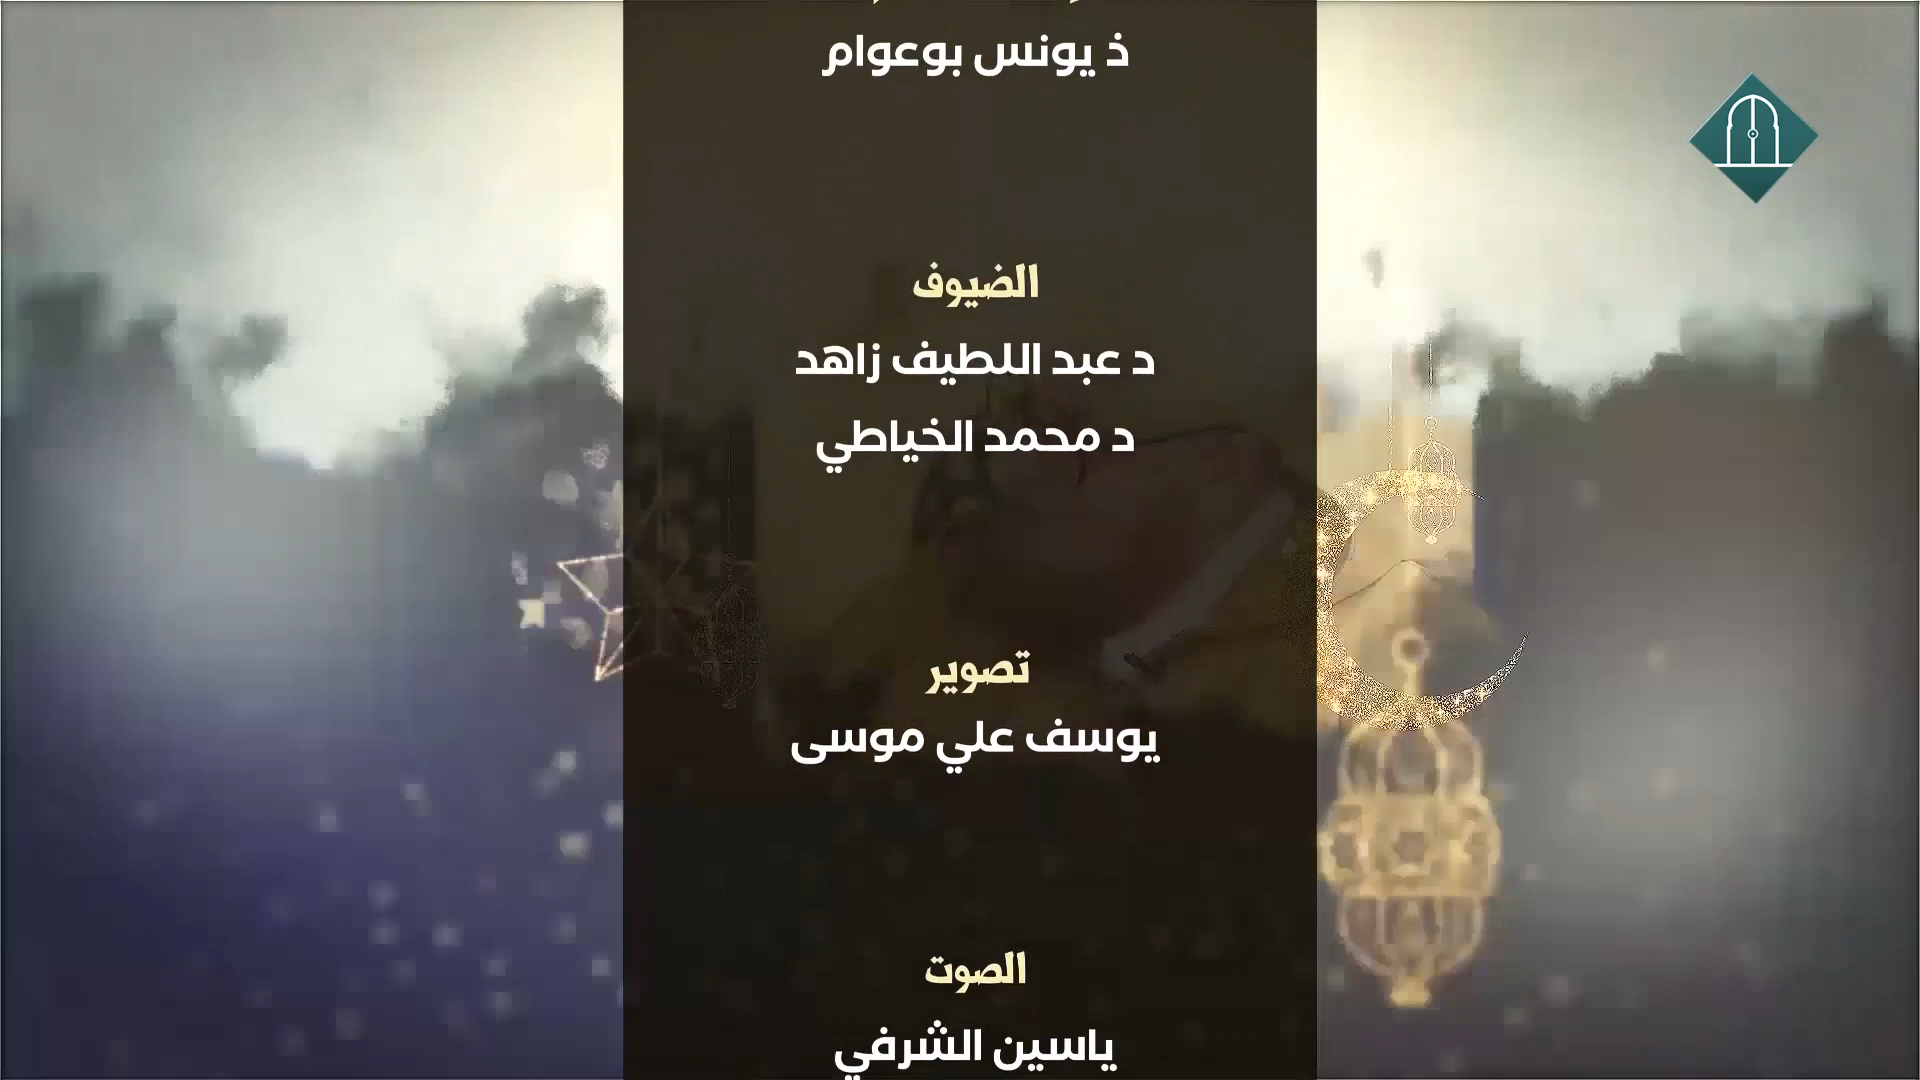 ذ يونس بوعوام
الضيوف
د عبد اللطيف زاهد
د محمد الخياطي
تصوير
يوسف علي موسى
الصوت
ياسين الشرفي